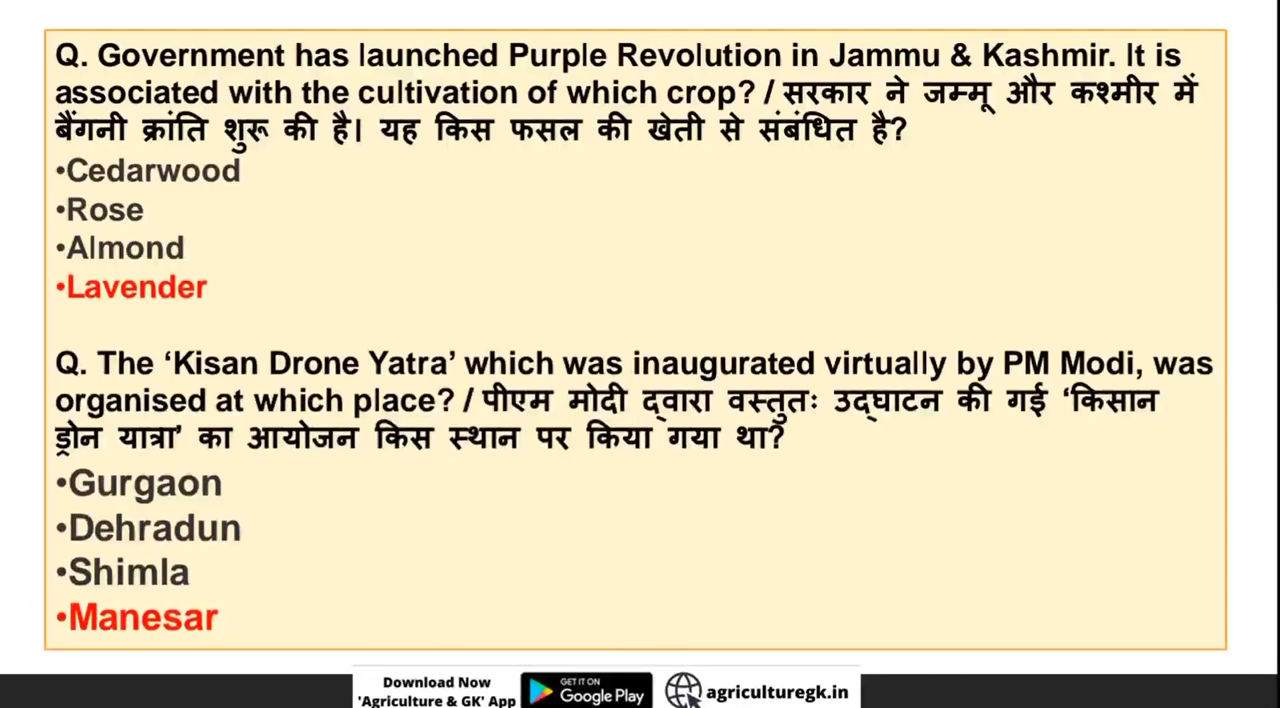 Q. Government has launched Purple Revolution in Jammu & Kashmir. It is
associated with the cultivation of which crop? / सरकार ने जम्मू और कश्मीर में
बैंगनी क्रांति शुरू की है। यह किस फसल की खेती से संबंधित है?
•Cedarwood
•Rose
•Almond
•Lavender
Q. The ‘Kisan Drone Yatra’ which was inaugurated virtually by PM Modi, was
organised at which place? / पीएम मोदी द्वारा वस्तुतः उद्घाटन की गई ‘किसान
ड्रोन यात्रा’ का आयोजन किस स्थान पर किया गया था?
•Gurgaon
•Dehradun
•Shimla
•Manesar
Download Now
'Agriculture & GK' App
GET IT ON
Google Play
agriculturegk.in